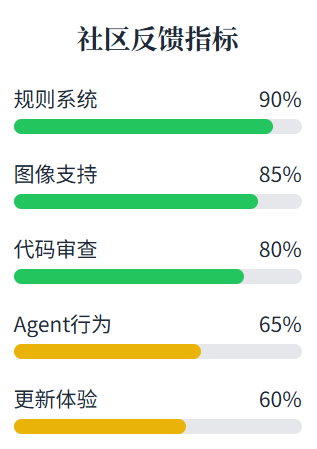 社区反馈指标
规则系统 90%
图像支持 85%
代码审查 80%
Agent行为 65%
更新体验 60%